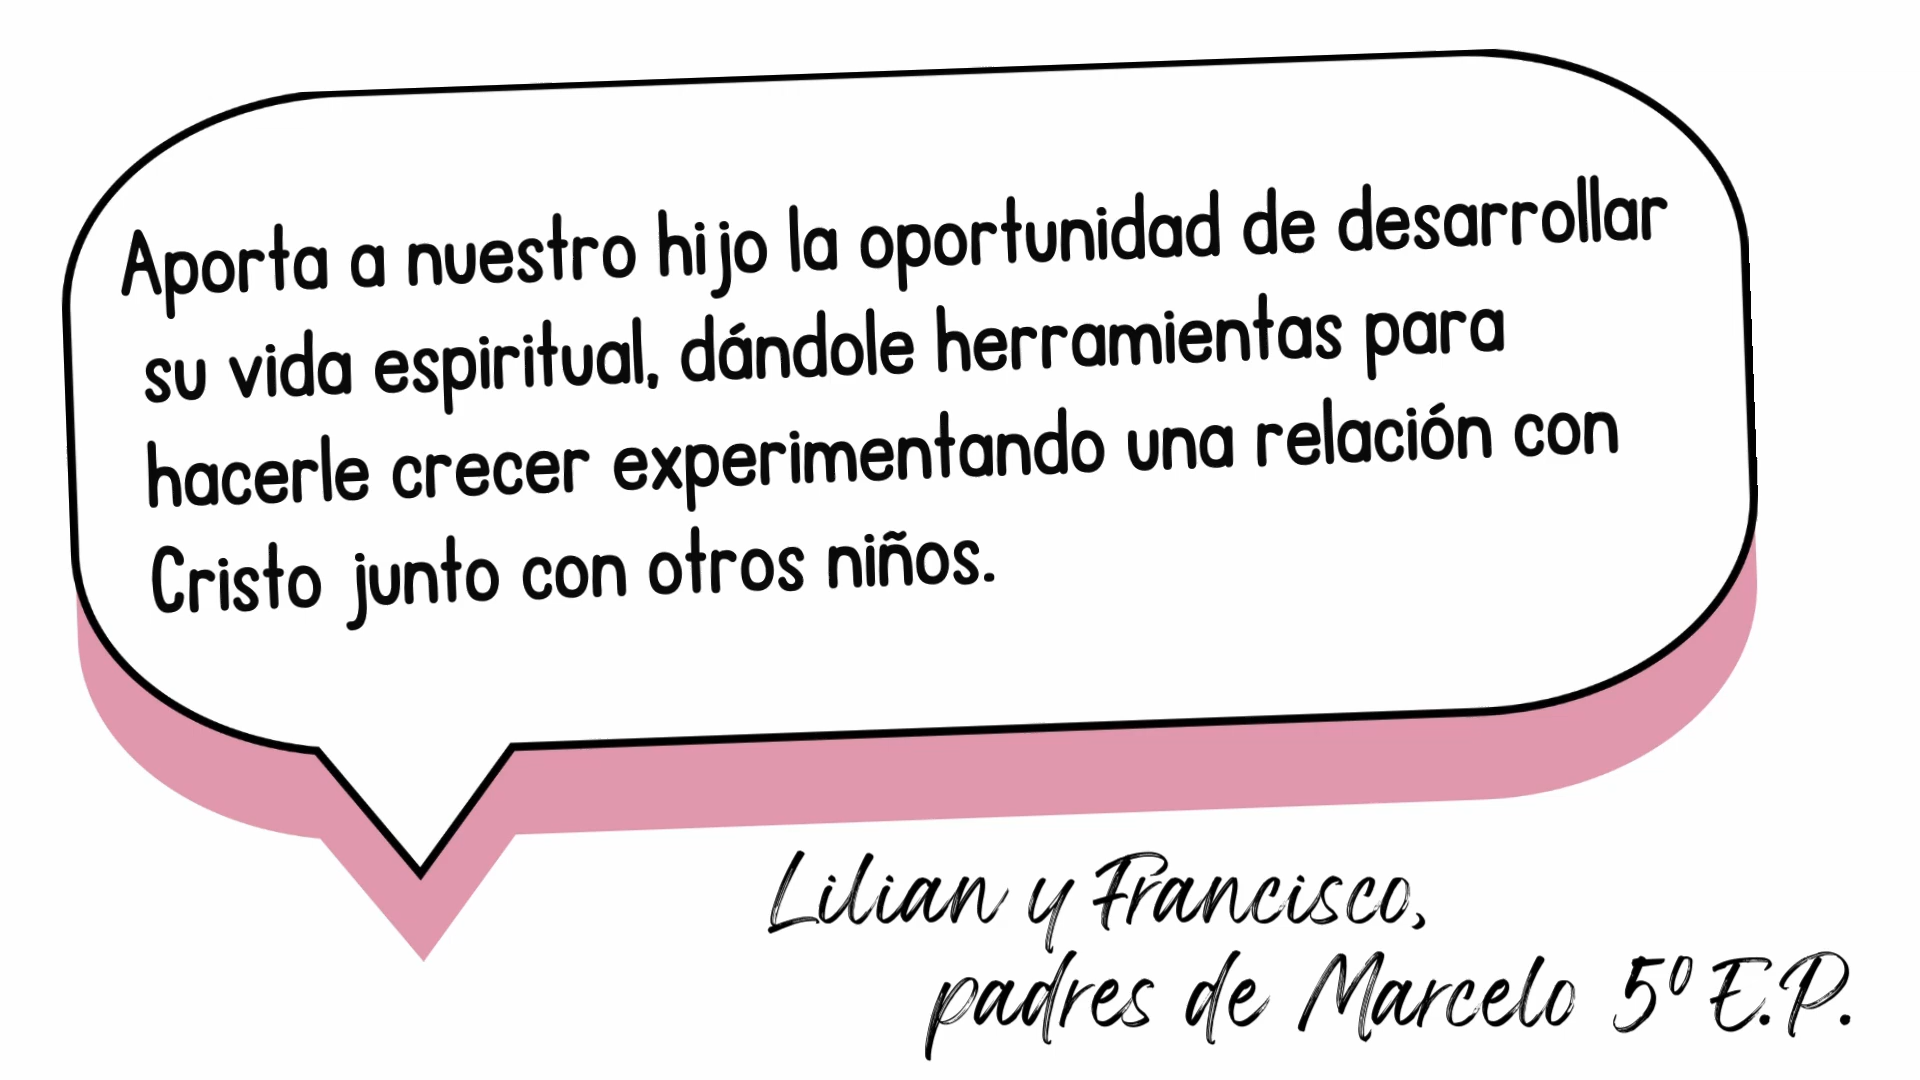 Aporta a nuestro hijo la oportunidad de desarrollar
su vida espiritual, dándole herramientas para
hacerle crecer experimentando una relación con
Cristo junto con otros niños.
Lilian y Francisco,
padres de Marcelo 5º E.P.